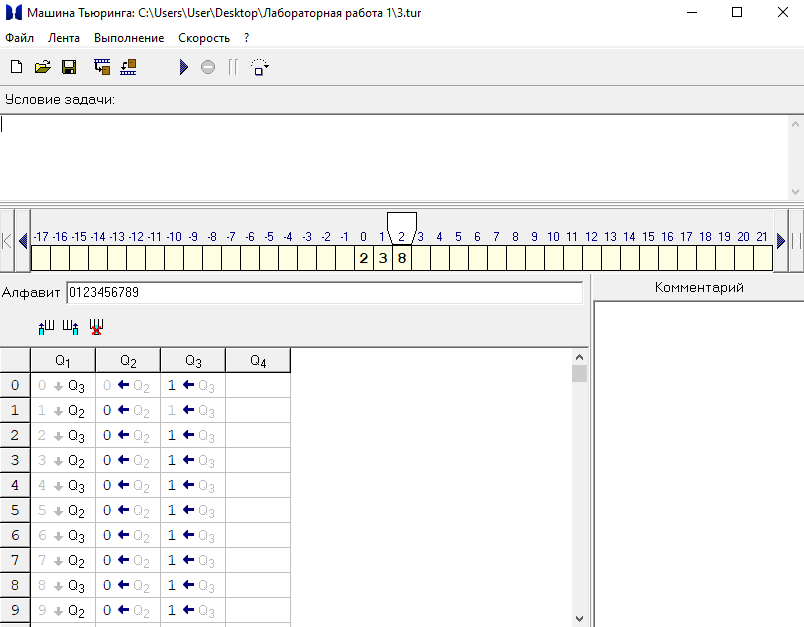 Машина Тьюринга: C:\Users\User\Desktop\Лабораторная работа 1\3.tur
Файл Лента Выполнение Скорость ?
Условие задачи:
-17 -16 -15 -14 -13 -12 -11 -10 -9 -8 -7 -6 -5 -4 -3 -2 -1 0 1 2 3 4 5 6 7 8 9 10 11 12 13 14 15 16 17 18 19 20 21
2 3 8
Алфавит 0123456789
Комментарий
Q1 Q2 Q3 Q4
0 0 ↓ Q3 0 ← Q2 1 ← Q3
1 1 ↓ Q2 0 ← Q2 1 ← Q3
2 2 ↓ Q3 0 ← Q2 1 ← Q3
3 3 ↓ Q2 0 ← Q2 1 ← Q3
4 4 ↓ Q3 0 ← Q2 1 ← Q3
5 5 ↓ Q2 0 ← Q2 1 ← Q3
6 6 ↓ Q3 0 ← Q2 1 ← Q3
7 7 ↓ Q2 0 ← Q2 1 ← Q3
8 8 ↓ Q3 0 ← Q2 1 ← Q3
9 9 ↓ Q2 0 ← Q2 1 ← Q3